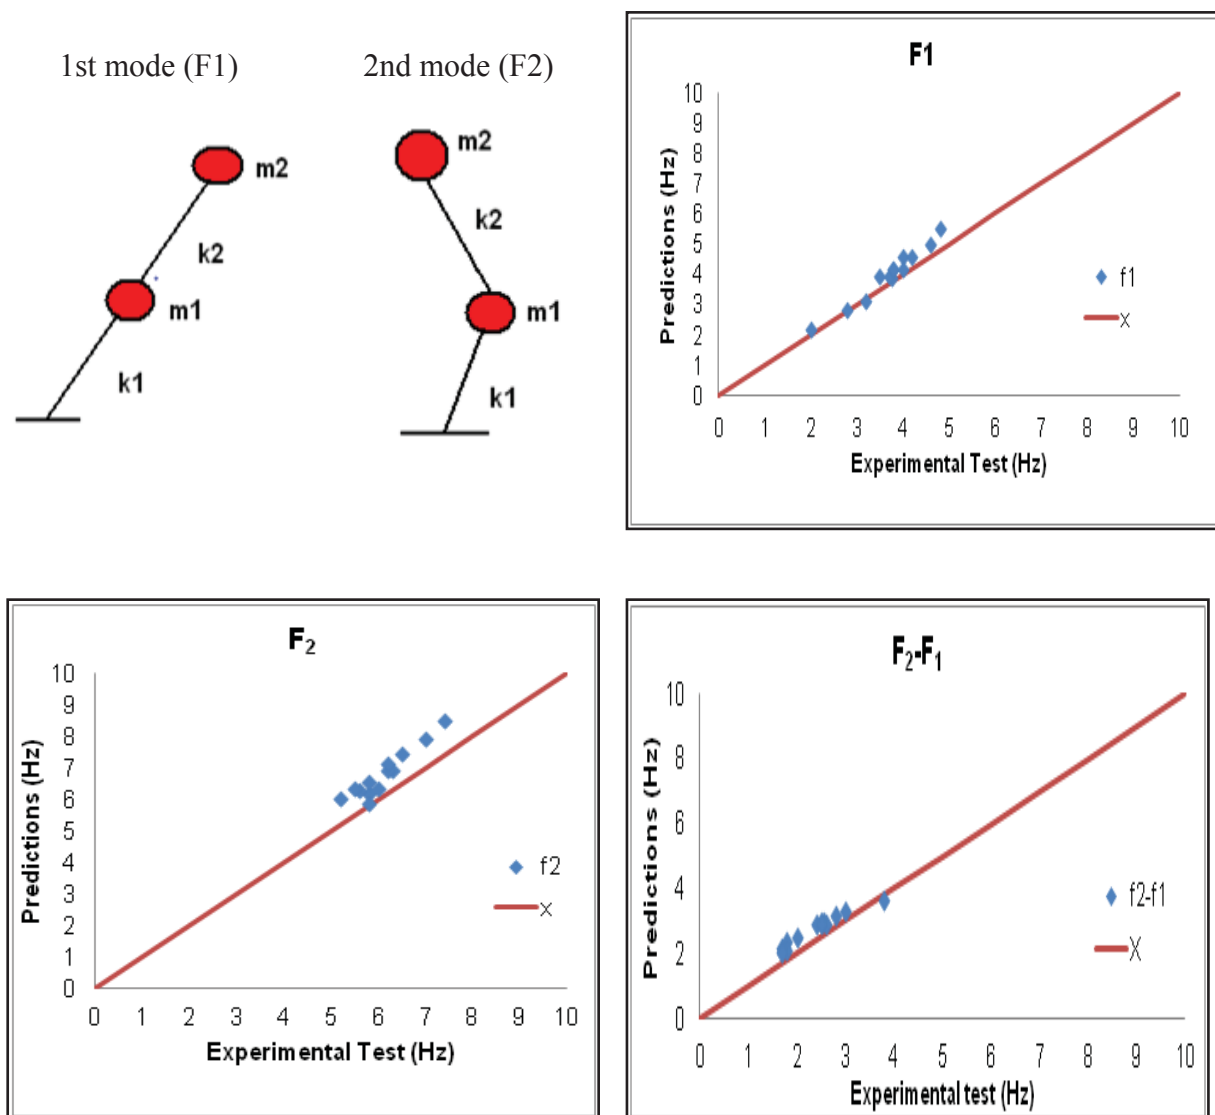 1st mode (F1)
2nd mode (F2)
m2
k2
m1
k1
m2
k2
m1
k1
F1
10
9
8
7
6
5
4
3
2
1
0
Predictions (Hz)
f1
X
0 1 2 3 4 5 6 7 8 9 10
Experimental Test (Hz)
F₂
10
9
8
7
6
5
4
3
2
1
0
Predictions (Hz)
f2
X
0 1 2 3 4 5 6 7 8 9 10
Experimental Test (Hz)
F₂-F₁
10
8
6
4
2
0
Predictions (Hz)
f2-f1
X
0 1 2 3 4 5 6 7 8 9 10
Experimental test (Hz)